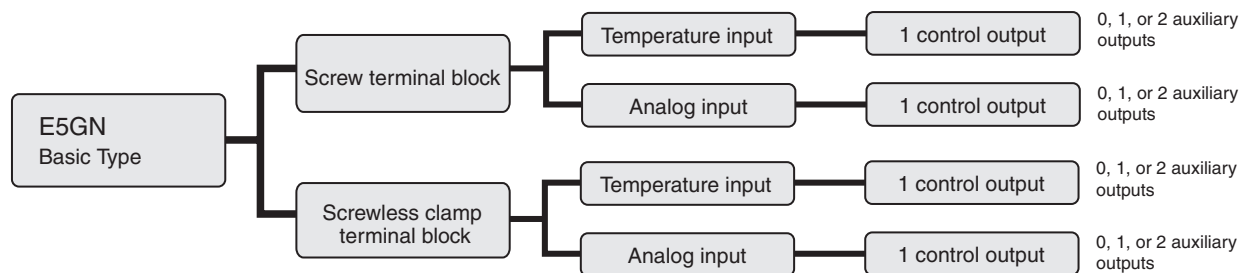 E5GN
Basic Type
Screw terminal block
Temperature input
1 control output
0, 1, or 2 auxiliary
outputs
Analog input
1 control output
0, 1, or 2 auxiliary
outputs
Screwless clamp
terminal block
Temperature input
1 control output
0, 1, or 2 auxiliary
outputs
Analog input
1 control output
0, 1, or 2 auxiliary
outputs